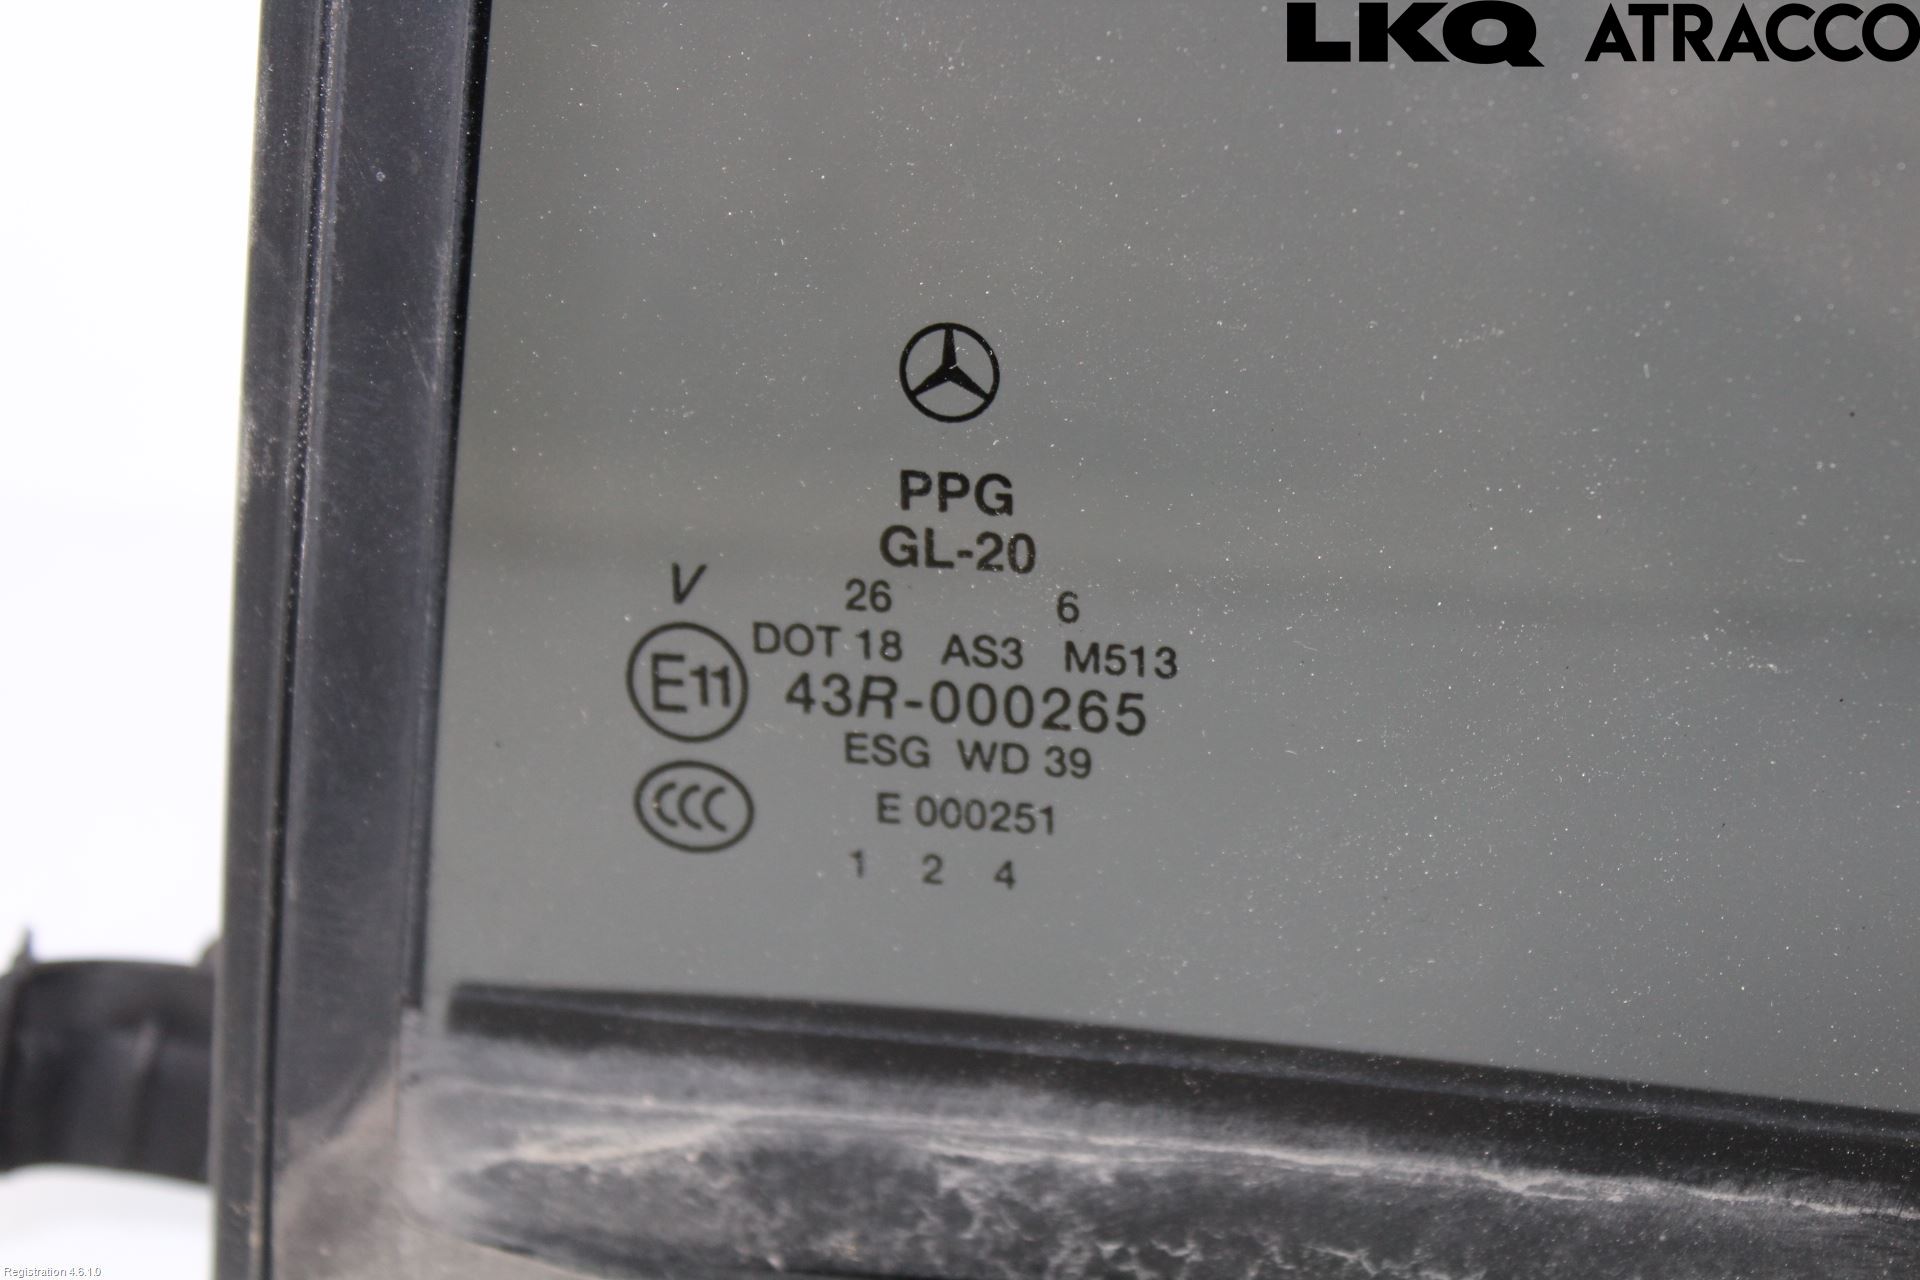 LKQ ATRACCO
PPG
GL-20
V 26 6
DOT 18 AS3 M513
E11 43R-000265
ESG WD 39
CCC E 000251
1 2 4
Registration 4.6.1.0